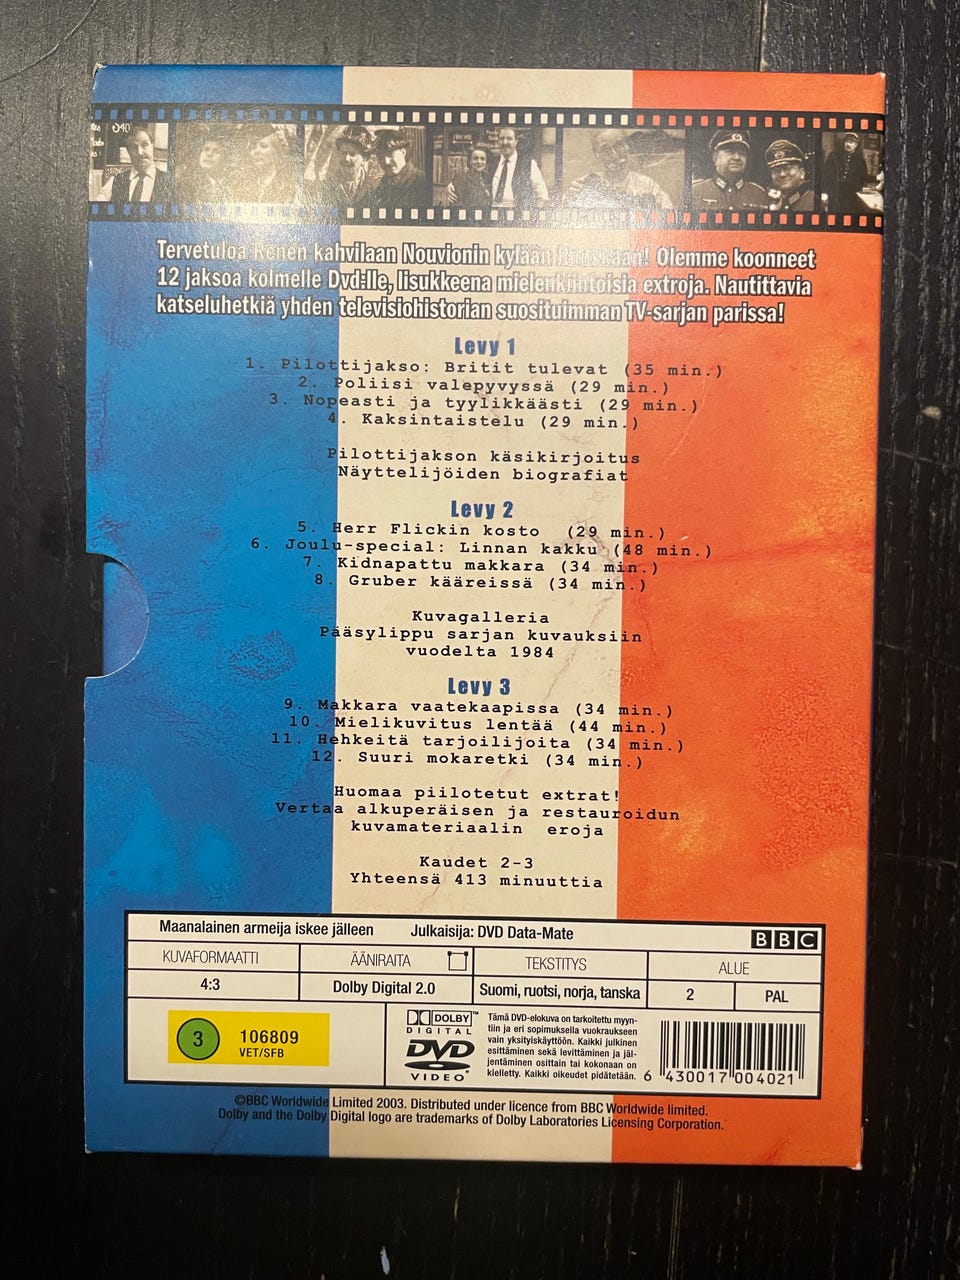 Tervetuloa Renén kahvilaan Nouvionin kylään Ranskaan! Olemme koonneet
12 jaksoa kolmelle Dvd:lle, lisukkeena mielenkiintoisia extroja. Nautittavia
katseluhetkiä yhden televisiohistorian suosituimman TV-sarjan parissa!
Levy 1
1. Pilottijakso: Britit tulevat (35 min.)
2. Poliisi valepyvyssä (29 min.)
3. Nopeasti ja tyylikkäästi (29 min.)
4. Kaksintaistelu (29 min.)
Pilottijakson käsikirjoitus
Näyttelijöiden biografiat
Levy 2
5. Herr Flickin kosto (29 min.)
6. Joulu-special: Linnan kakku (48 min.)
7. Kidnapattu makkara (34 min.)
8. Gruber kääreissä (34 min.)
Kuvagalleria
Pääsylippu sarjan kuvauksiin
vuodelta 1984
Levy 3
9. Makkara vaatekaapissa (34 min.)
10. Mielikuvitus lentää (44 min.)
11. Hehkeitä tarjoilijoita (34 min.)
12. Suuri mokaretki (34 min.)
Huomaa piilotetut extrat!
Vertaa alkuperäisen ja restauroidun
kuvamateriaalin eroja
Kaudet 2-3
Yhteensä 413 minuuttia
Maanalainen armeija iskee jälleen Julkaisija: DVD Data-Mate BBC
KUVAFORMAATTI ÄÄNIRAITA TEKSTITYS ALUE
4:3 Dolby Digital 2.0 Suomi, ruotsi, norja, tanska 2 PAL
3 106809
VET/SFB
DOLBY™
DIGITAL
DVD
VIDEO
Tämä DVD-elokuva on tarkoitettu myyn-
tiin ja eri sopimuksella vuokraukseen
vain yksityiskäyttöön. Kaikki julkinen
esittäminen sekä levittäminen ja jäl-
jentäminen osittain tai kokonaan on
kielletty. Kaikki oikeudet pidätetään.
6 430017 004021
©BBC Worldwide Limited 2003. Distributed under licence from BBC Worldwide limited.
Dolby and the Dolby Digital logo are trademarks of Dolby Laboratories Licensing Corporation.